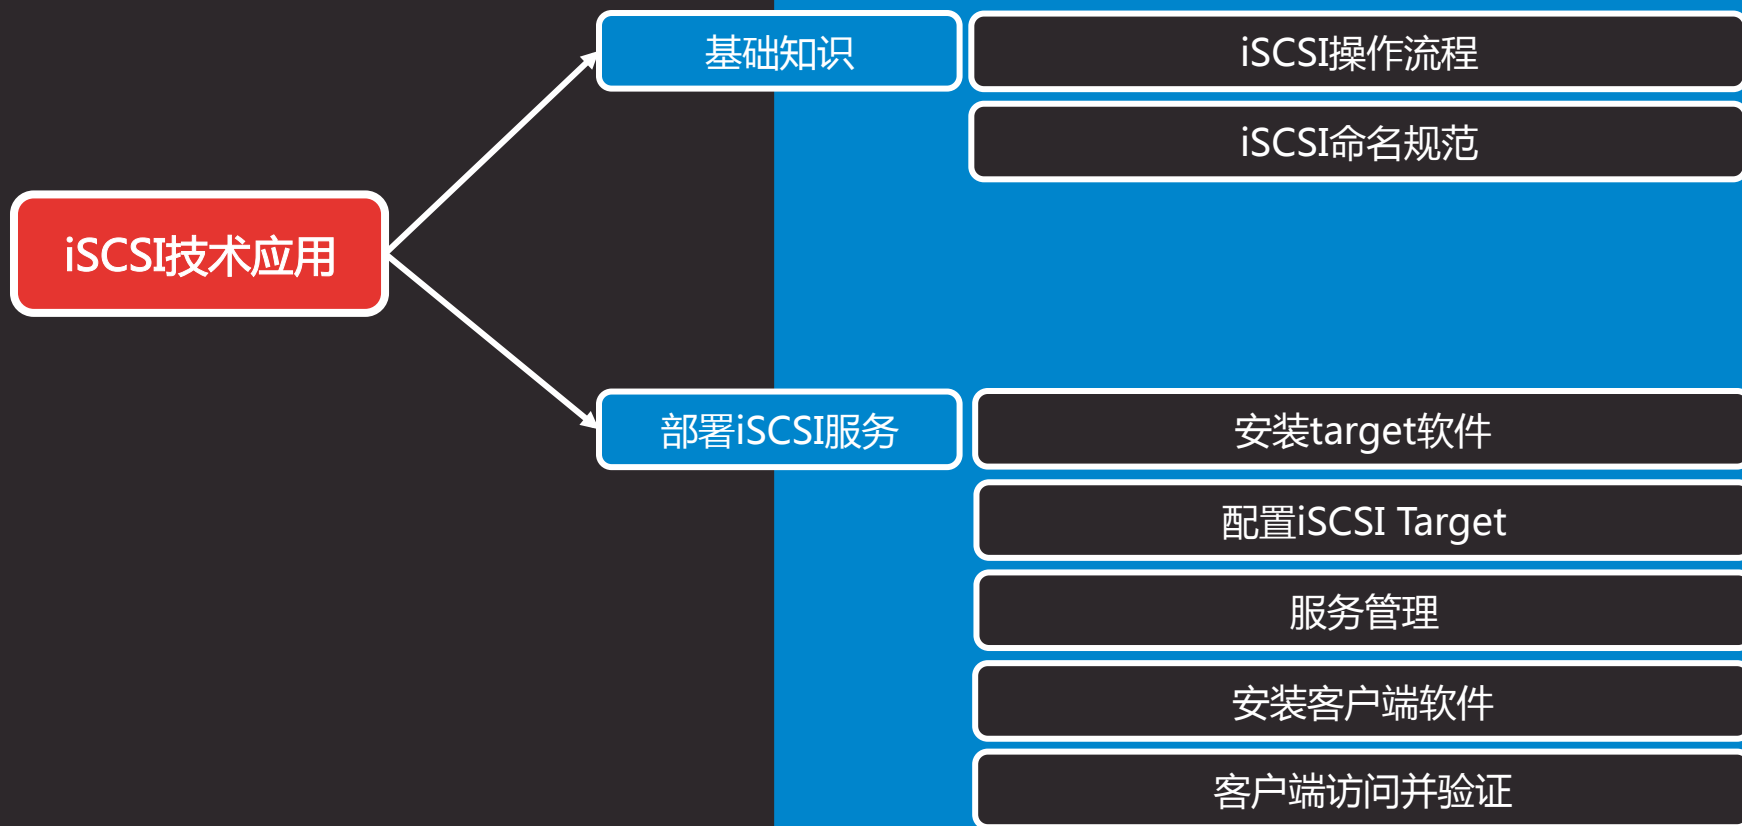 iSCSI技术应用
基础知识
iSCSI操作流程
iSCSI命名规范
部署iSCSI服务
安装target软件
配置iSCSI Target
服务管理
安装客户端软件
客户端访问并验证